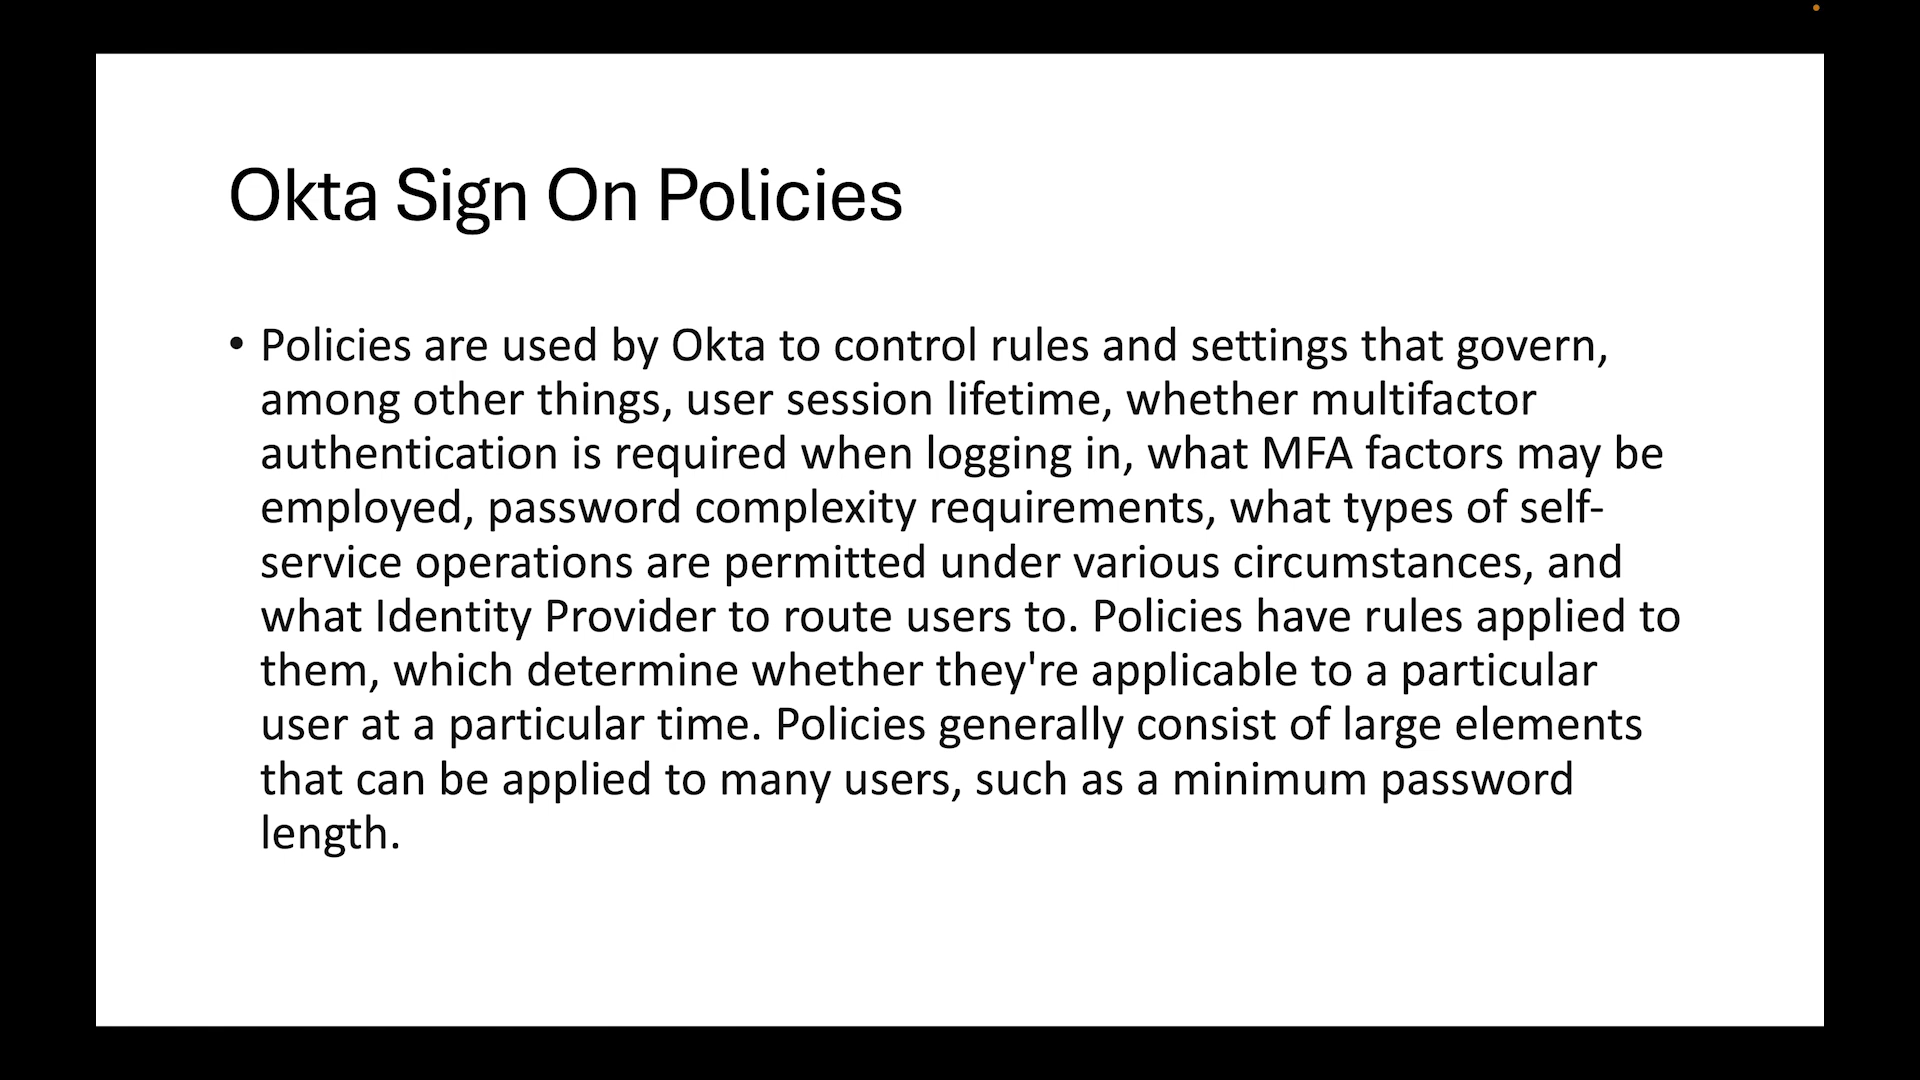 Okta Sign On Policies
• Policies are used by Okta to control rules and settings that govern,
among other things, user session lifetime, whether multifactor
authentication is required when logging in, what MFA factors may be
employed, password complexity requirements, what types of self-
service operations are permitted under various circumstances, and
what Identity Provider to route users to. Policies have rules applied to
them, which determine whether they're applicable to a particular
user at a particular time. Policies generally consist of large elements
that can be applied to many users, such as a minimum password
length.